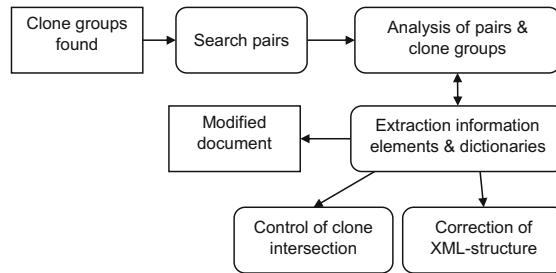 Clone groups
found
Search pairs
Analysis of pairs &
clone groups
Modified
document
Extraction information
elements & dictionaries
Control of clone
intersection
Correction of
XML-structure